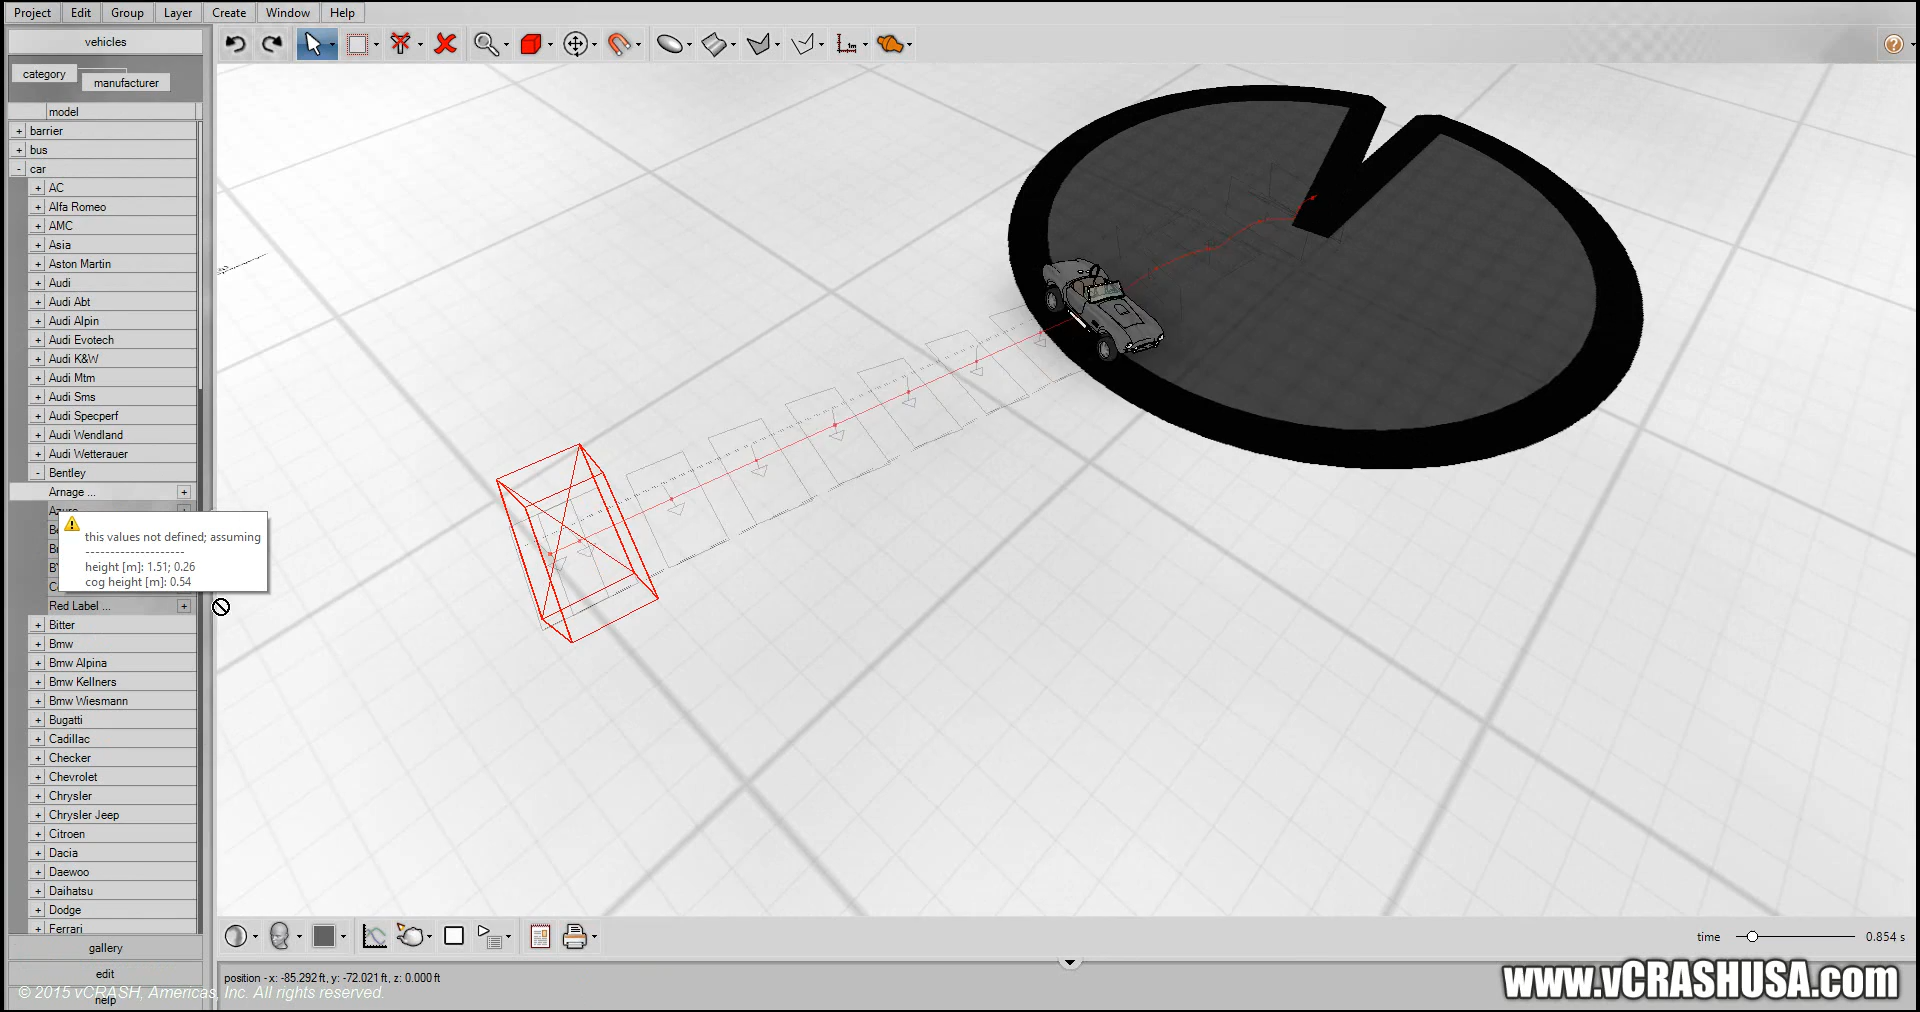 Project Edit Group Layer Create Window Help
vehicles
category
manufacturer
model
+ barrier
+ bus
- car
+ AC
+ Alfa Romeo
+ AMC
+ Asia
+ Aston Martin
+ Audi
+ Audi Abt
+ Audi Alpin
+ Audi Evotech
+ Audi K&W
+ Audi Mtm
+ Audi Sms
+ Audi Specperf
+ Audi Wendland
+ Audi Wetterauer
- Bentley
Arnage ... +
this values not defined; assuming
--------------------
height [m]: 1.51; 0.26
cog height [m]: 0.54
Red Label ... +
+ Bitter
+ Bmw
+ Bmw Alpina
+ Bmw Kellners
+ Bmw Wiesmann
+ Bugatti
+ Cadillac
+ Checker
+ Chevrolet
+ Chrysler
+ Chrysler Jeep
+ Citroen
+ Dacia
+ Daewoo
+ Daihatsu
+ Dodge
+ Ferrari
gallery
edit
help
time 0.854 s
position - x: -85.292 ft, y: -72.021 ft, z: 0.000 ft
© 2015 vCRASH, Americas, Inc. All rights reserved.
www.vCRASHUSA.com